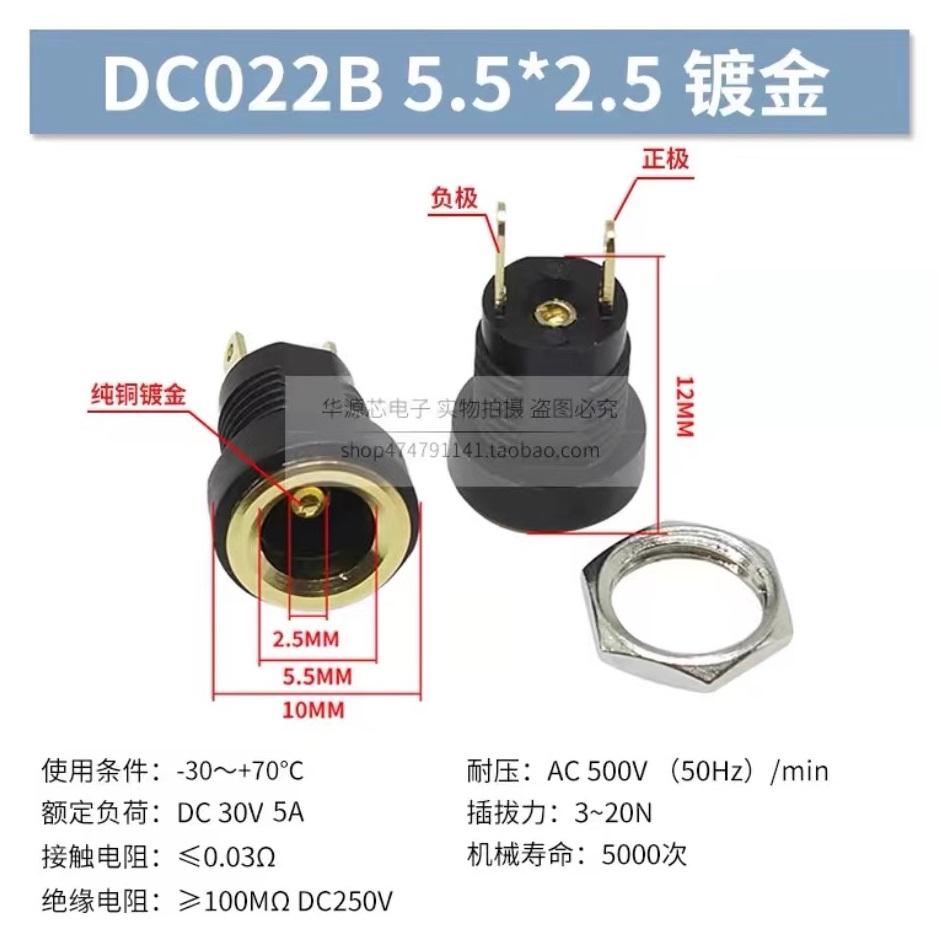 DC022B 5.5*2.5 镀金
正极
负极
纯铜镀金
12MM
华源芯电子 实物拍摄 盗图必究
shop474791141.taobao.com
2.5MM
5.5MM
10MM
使用条件：-30～+70℃
额定负荷：DC 30V 5A
接触电阻：≤0.03Ω
绝缘电阻：≥100MΩ DC250V
耐压：AC 500V （50Hz）/min
插拔力：3~20N
机械寿命：5000次